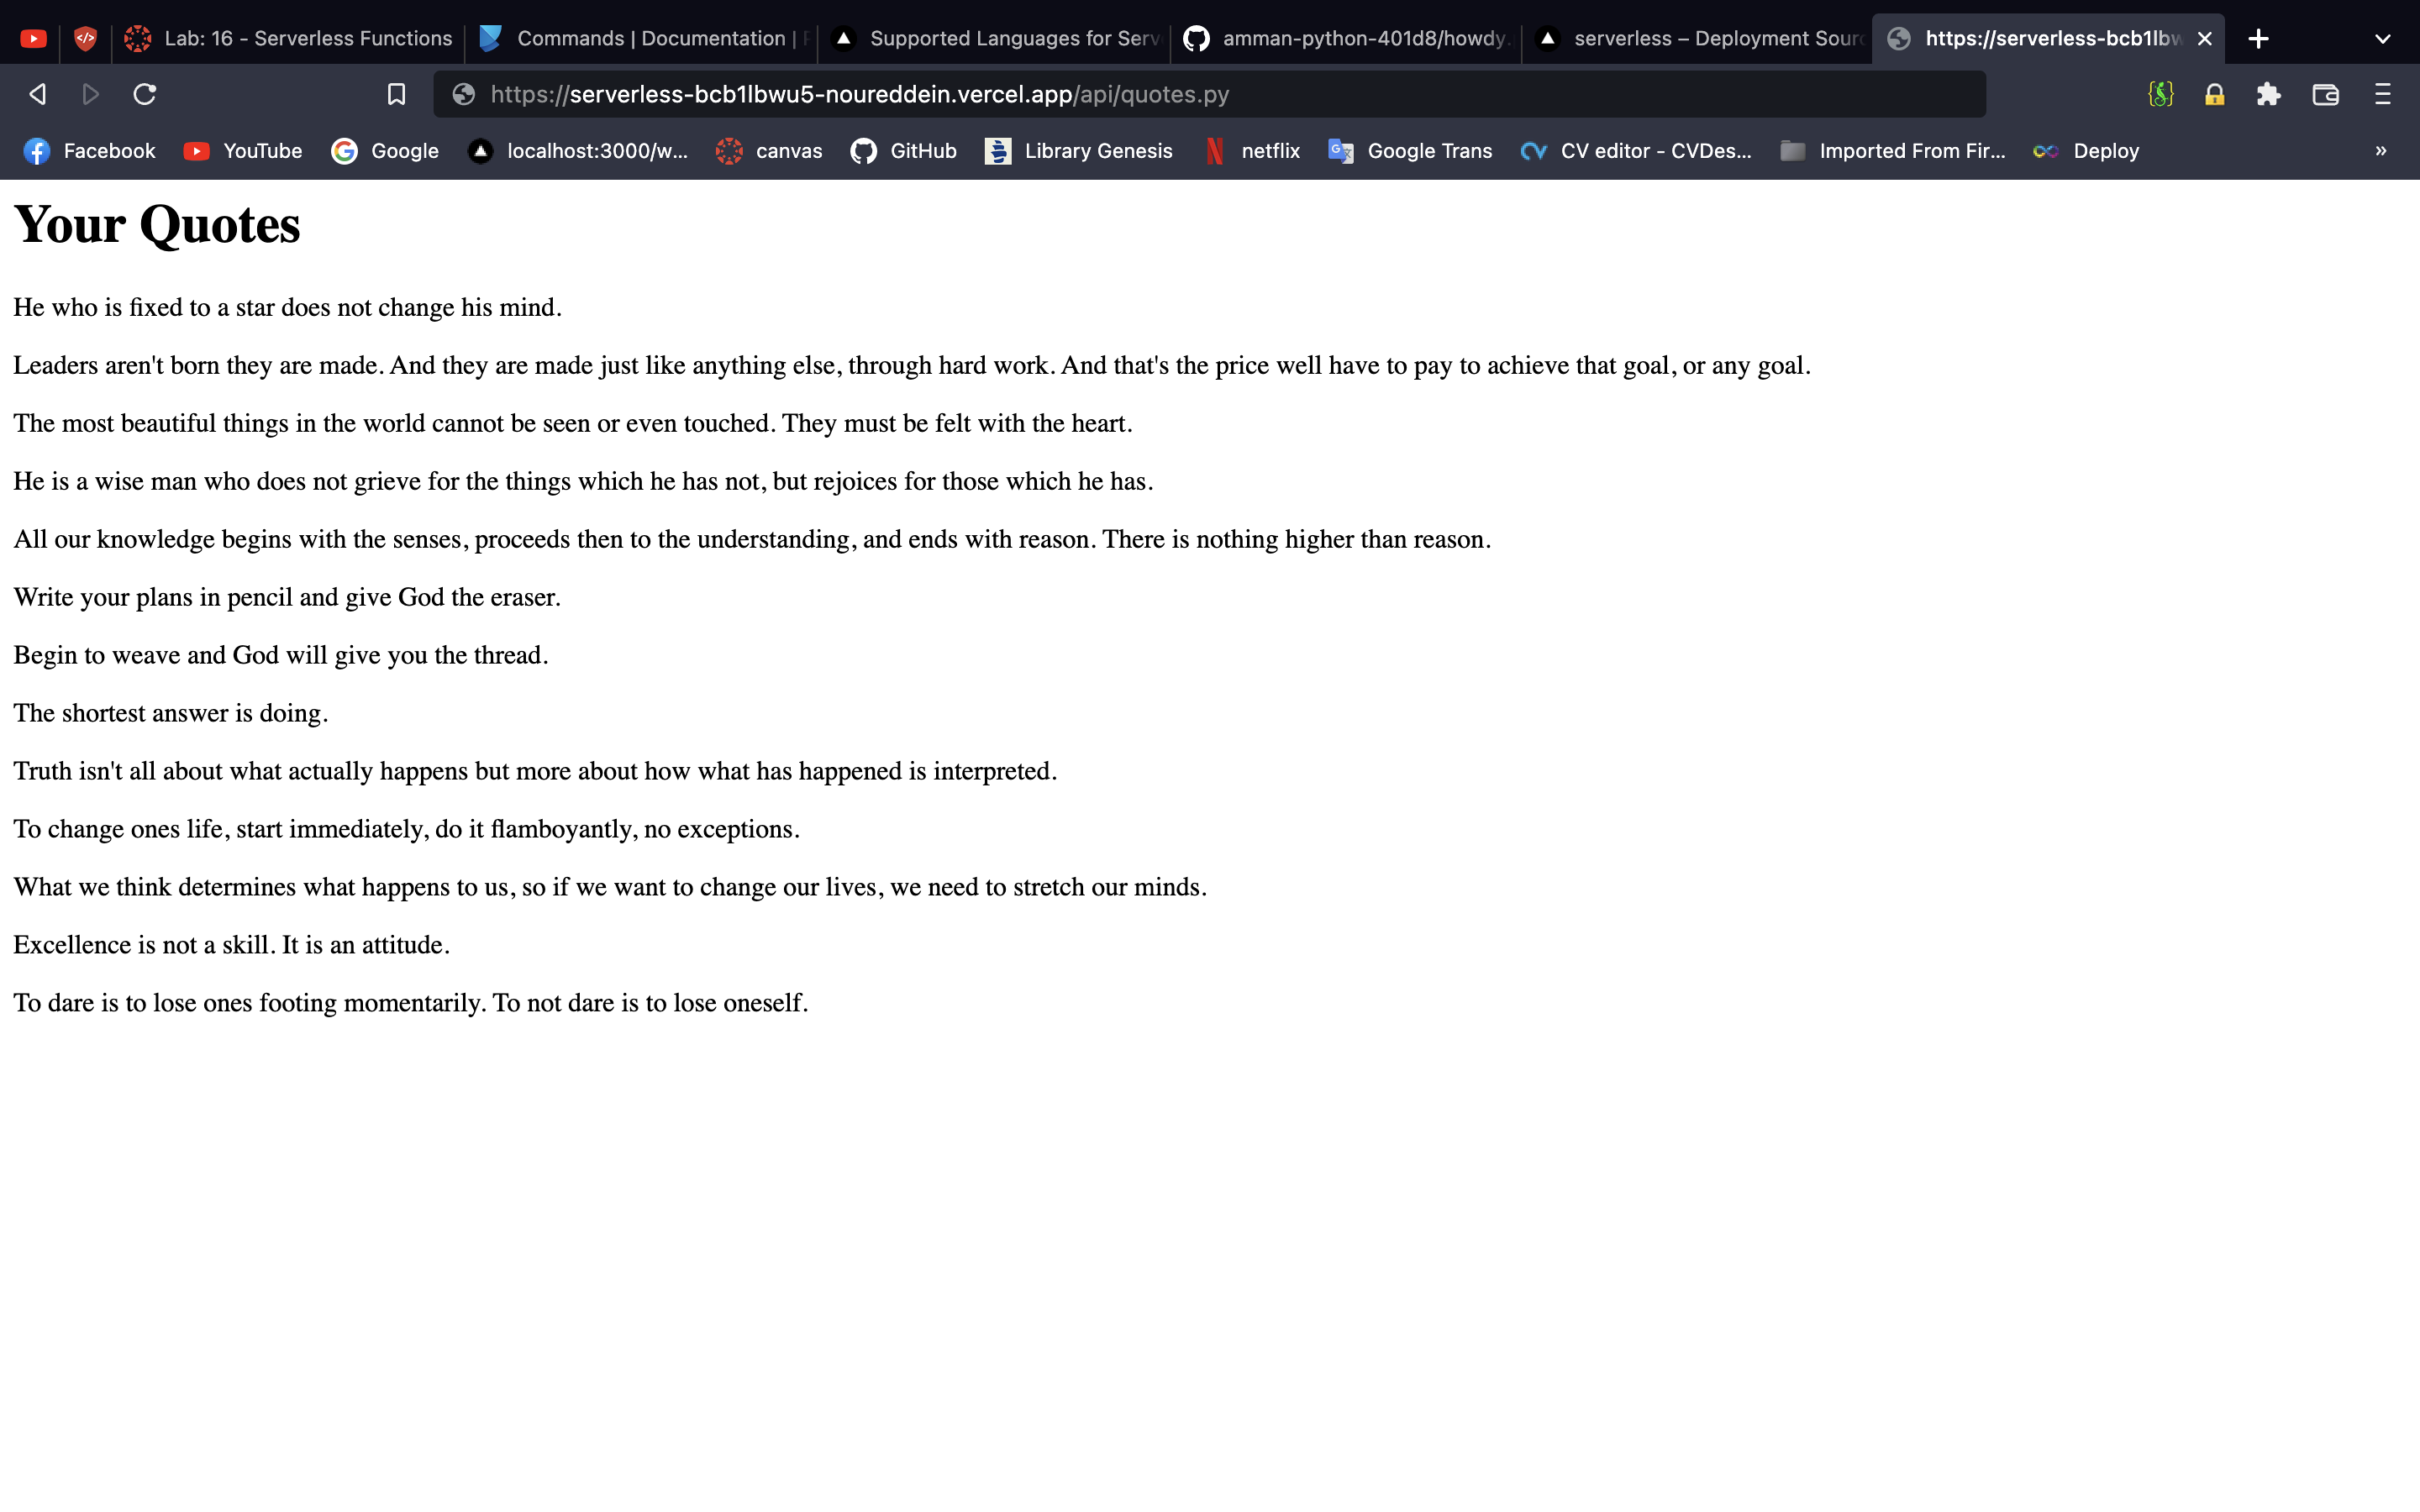 Lab: 16 - Serverless Functions
Commands | Documentation |
Supported Languages for Serv
amman-python-401d8/howdy.
serverless – Deployment Sourc
https://serverless-bcb1lbw
https://serverless-bcb1lbwu5-noureddein.vercel.app/api/quotes.py
Facebook
YouTube
Google
localhost:3000/w...
canvas
GitHub
Library Genesis
netflix
Google Trans
CV editor - CVDes...
Imported From Fir...
Deploy
»
Your Quotes
He who is fixed to a star does not change his mind.
Leaders aren't born they are made. And they are made just like anything else, through hard work. And that's the price well have to pay to achieve that goal, or any goal.
The most beautiful things in the world cannot be seen or even touched. They must be felt with the heart.
He is a wise man who does not grieve for the things which he has not, but rejoices for those which he has.
All our knowledge begins with the senses, proceeds then to the understanding, and ends with reason. There is nothing higher than reason.
Write your plans in pencil and give God the eraser.
Begin to weave and God will give you the thread.
The shortest answer is doing.
Truth isn't all about what actually happens but more about how what has happened is interpreted.
To change ones life, start immediately, do it flamboyantly, no exceptions.
What we think determines what happens to us, so if we want to change our lives, we need to stretch our minds.
Excellence is not a skill. It is an attitude.
To dare is to lose ones footing momentarily. To not dare is to lose oneself.